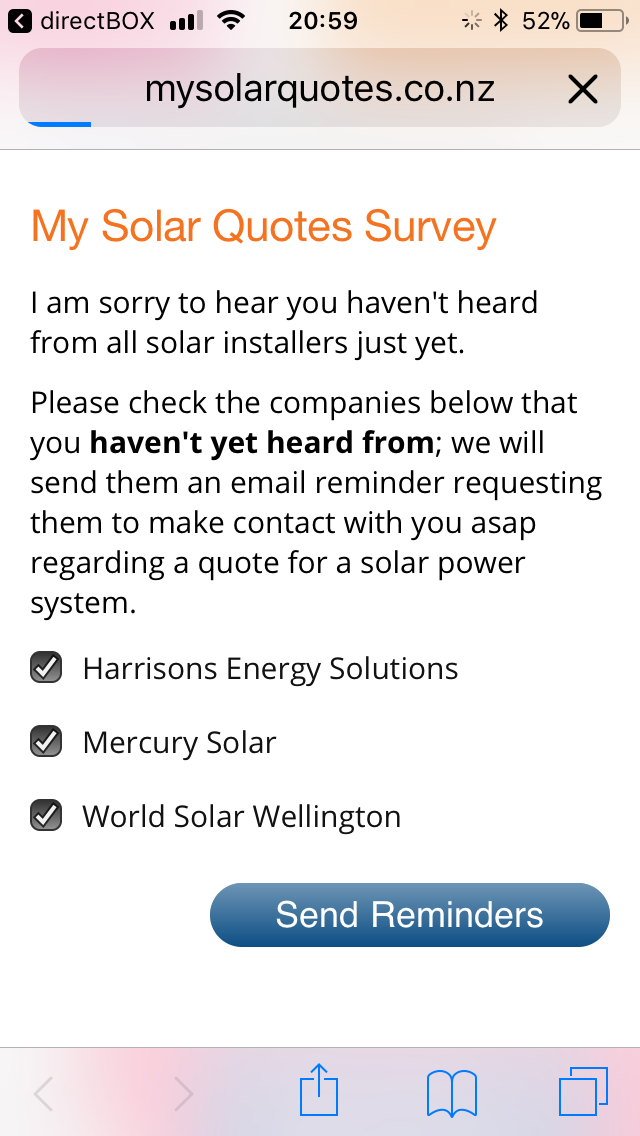 directBOX 20:59 52%
mysolarquotes.co.nz
My Solar Quotes Survey
I am sorry to hear you haven't heard
from all solar installers just yet.
Please check the companies below that
you haven't yet heard from; we will
send them an email reminder requesting
them to make contact with you asap
regarding a quote for a solar power
system.
Harrisons Energy Solutions
Mercury Solar
World Solar Wellington
Send Reminders